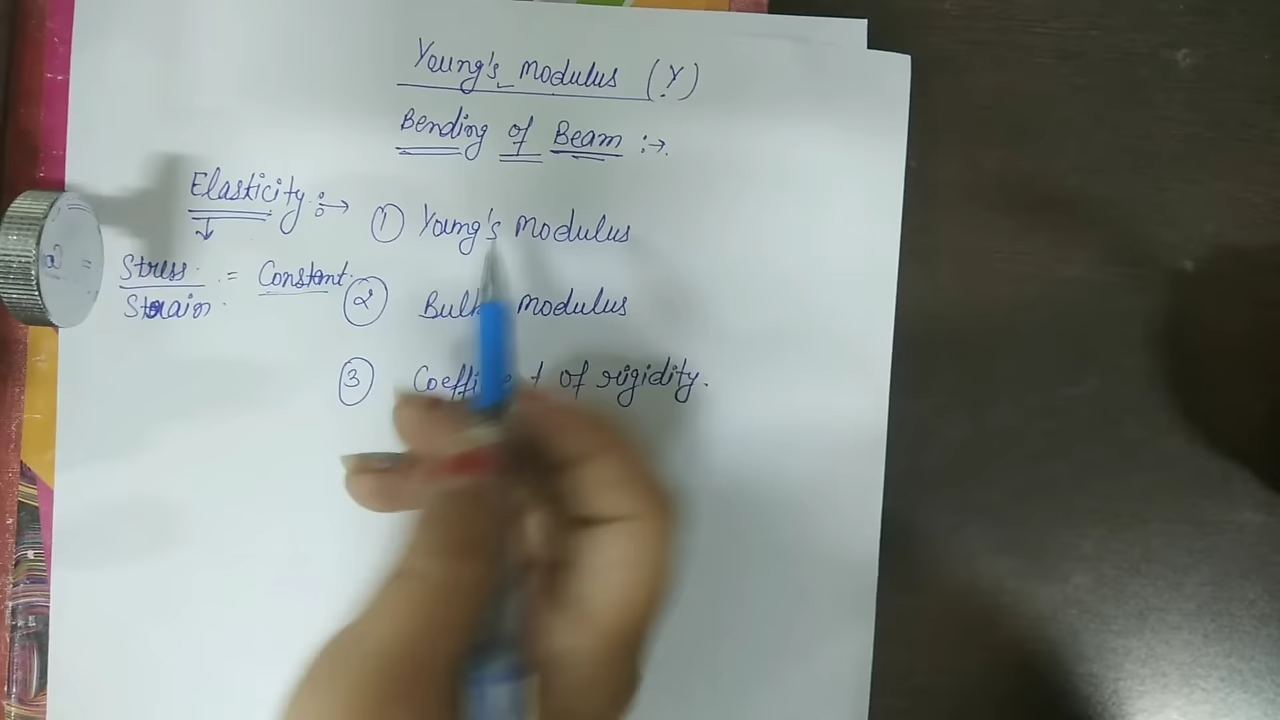 Young's modulus (Y)
Bending of Beam :→
Elasticity :→ ① Young's modulus
Stress / Strain = Constant.
② modulus
③ of rigidity.